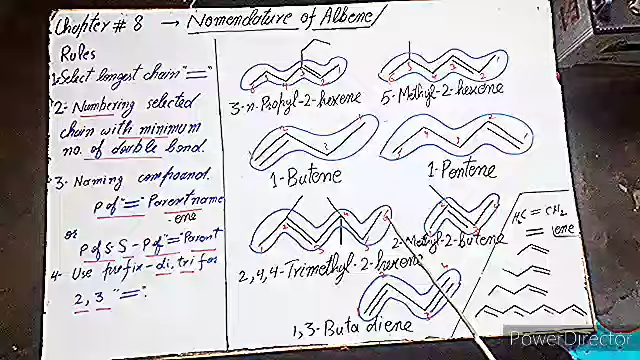 Chapter # 8 → Nomenclature of Albene/
Rules
1-Select longest chain "="
2- Numbering selected
chain with minimum
no. of double bond.
3- Naming compound.
P of "=" Parent name
-ene
or
P of S-S-P of "=" Parent
4- Use prefix-di, tri for
2, 3 "=".
3-n-Propyl-2-hexene
5-Methyl-2-hexene
1-Butene
1-Pentene
2,4,4-Trimethyl-2-hexene
2-Methyl-2-Butene
1,3-Buta diene
H₂C = CH₂
= ene
PowerDirector